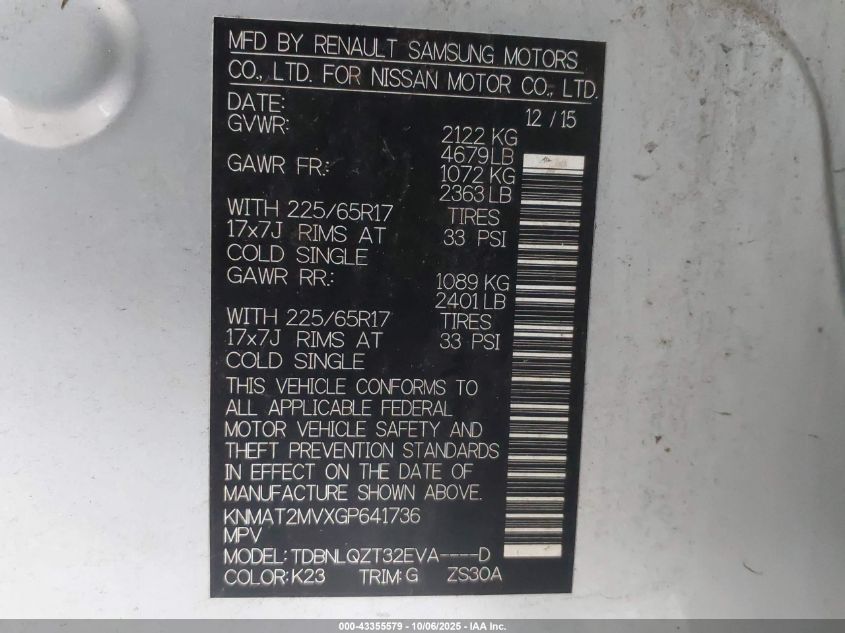 MFD BY RENAULT SAMSUNG MOTORS
CO., LTD. FOR NISSAN MOTOR CO., LTD.
DATE: 12 / 15
GVWR: 2122 KG
4679 LB
GAWR FR.: 1072 KG
2363 LB
WITH 225/65R17 TIRES
17x7J RIMS AT 33 PSI
COLD SINGLE
GAWR RR.: 1089 KG
2401 LB
WITH 225/65R17 TIRES
17x7J RIMS AT 33 PSI
COLD SINGLE
THIS VEHICLE CONFORMS TO
ALL APPLICABLE FEDERAL
MOTOR VEHICLE SAFETY AND
THEFT PREVENTION STANDARDS
IN EFFECT ON THE DATE OF
MANUFACTURE SHOWN ABOVE.
KNMAT2MVXGP641736
MPV
MODEL: TDBNLQZT32EVA----D
COLOR: K23 TRIM: G ZS30A
000-43355579 - 10/06/2025 - IAA Inc.